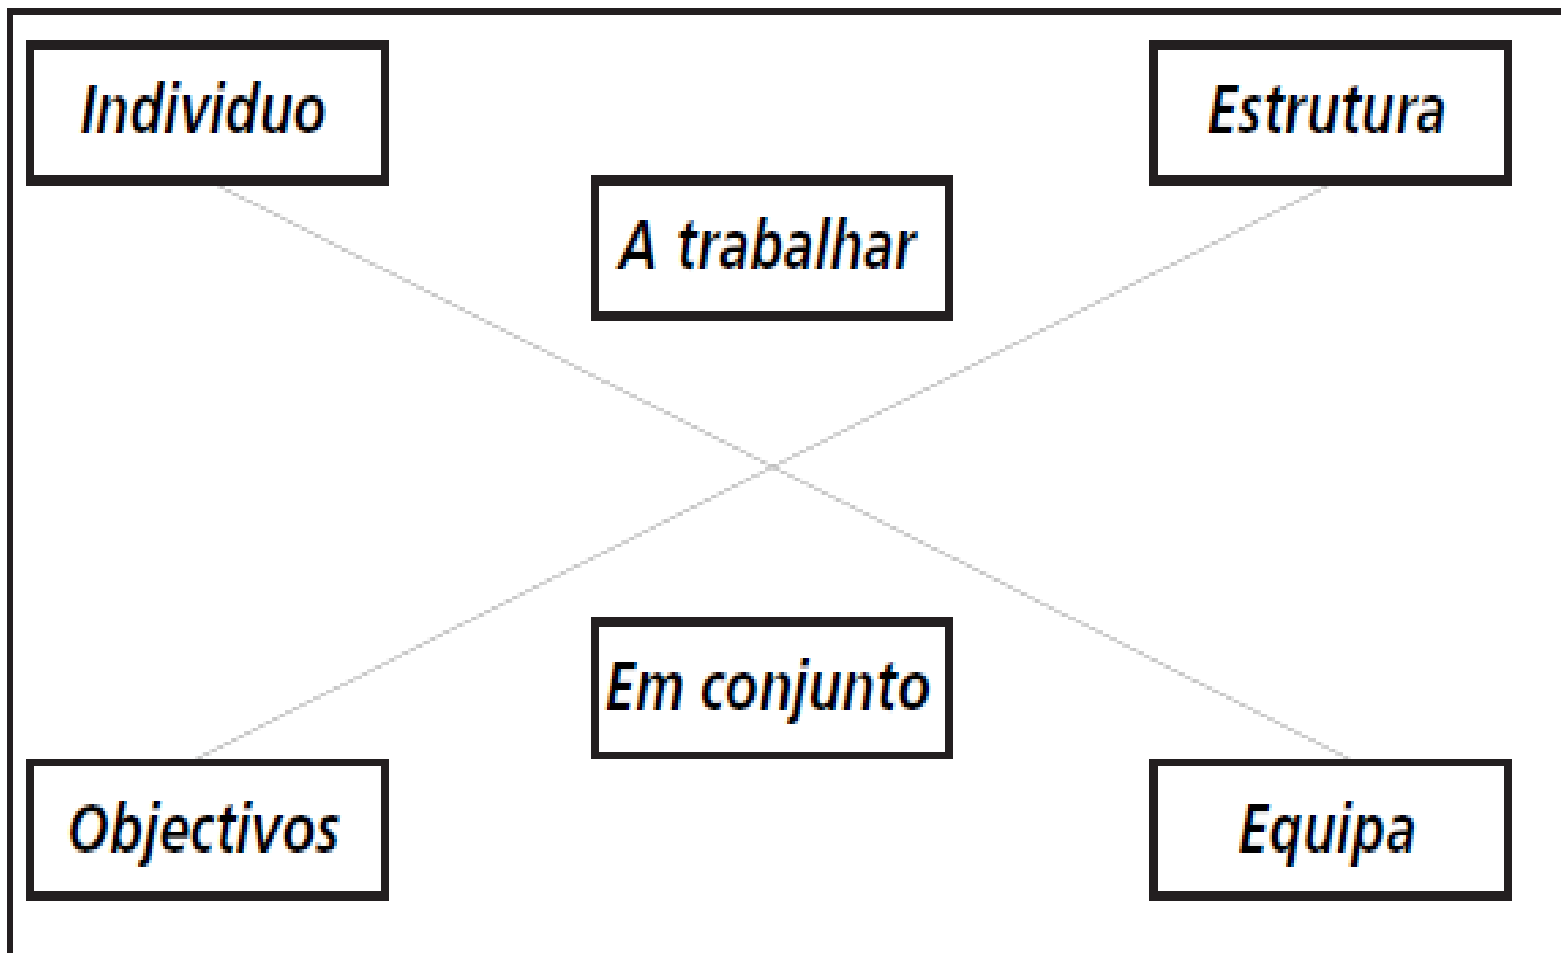 Individuo
Estrutura
A trabalhar
Em conjunto
Objectivos
Equipa